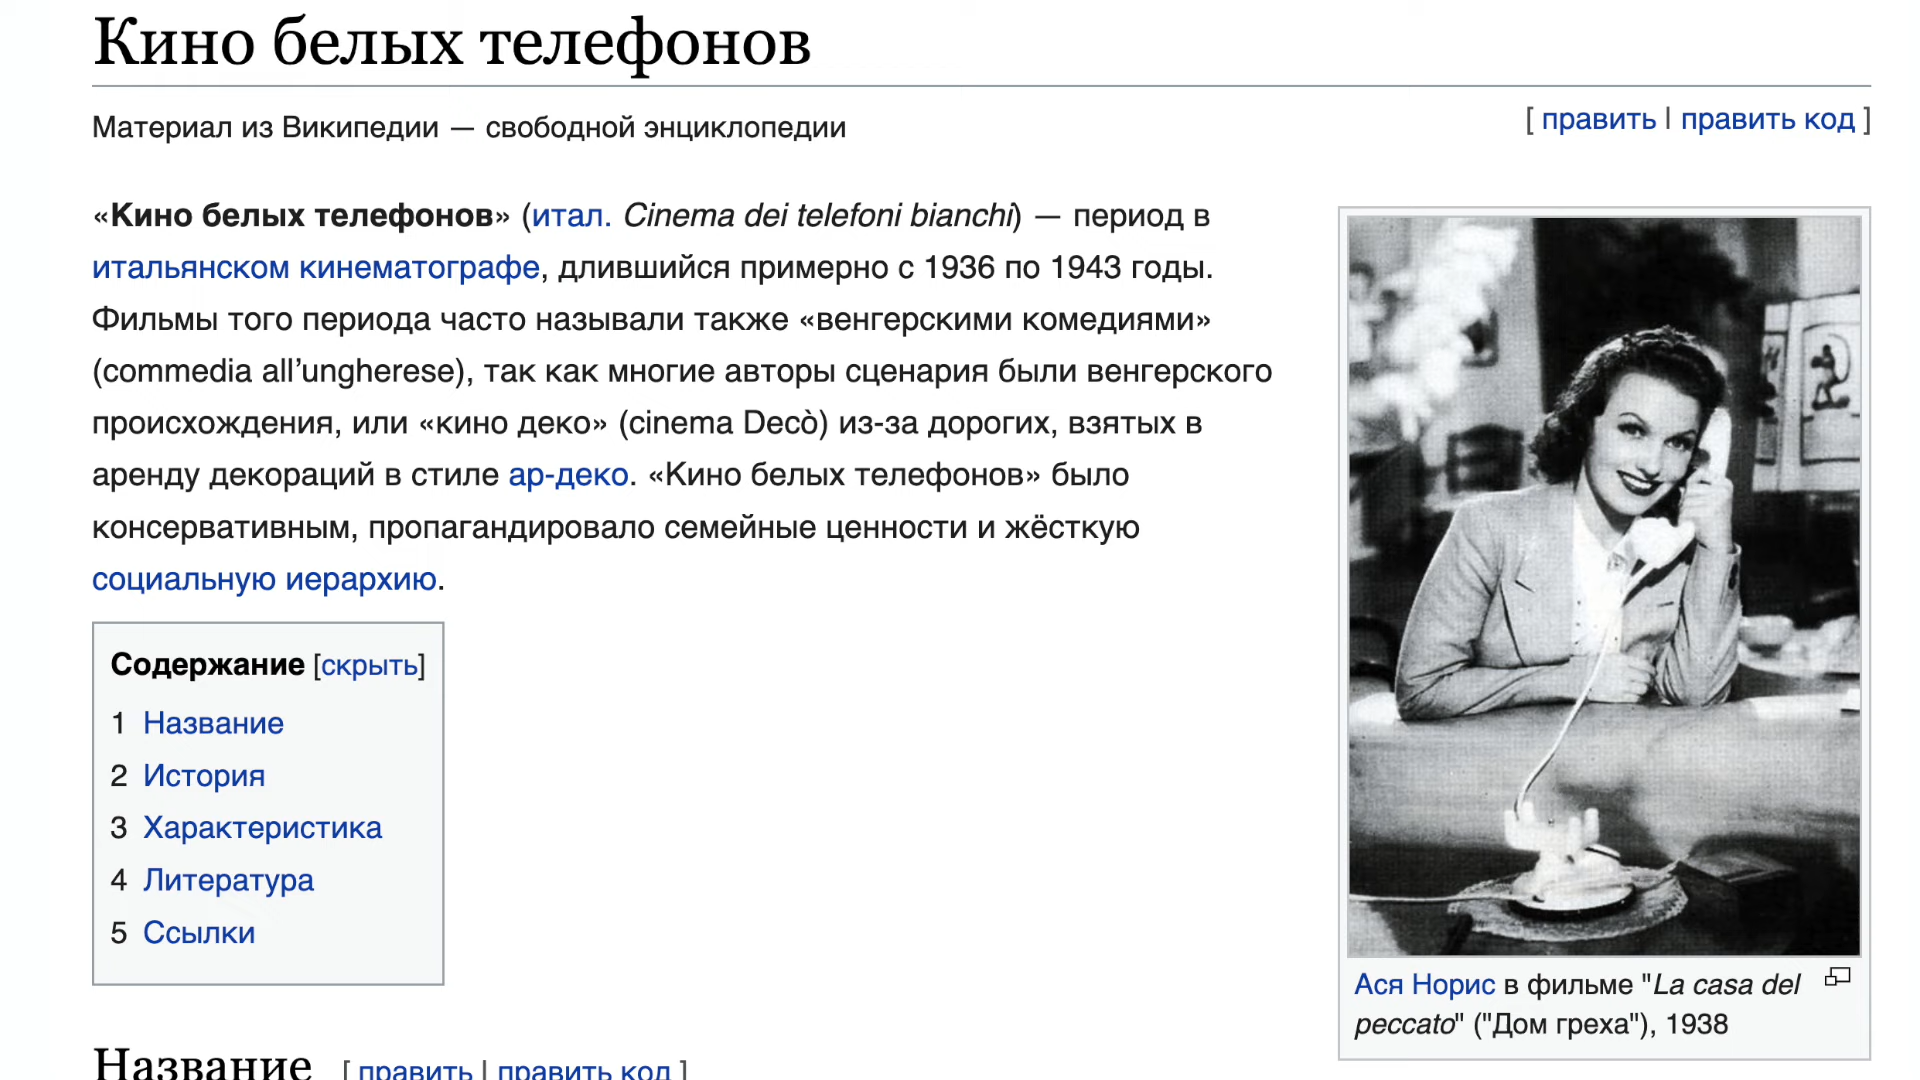 Кино белых телефонов
Материал из Википедии — свободной энциклопедии
[ править | править код ]
«Кино белых телефонов» (итал. Cinema dei telefoni bianchi) — период в
итальянском кинематографе, длившийся примерно с 1936 по 1943 годы.
Фильмы того периода часто называли также «венгерскими комедиями»
(commedia all’ungherese), так как многие авторы сценария были венгерского
происхождения, или «кино деко» (cinema Decò) из-за дорогих, взятых в
аренду декораций в стиле ар-деко. «Кино белых телефонов» было
консервативным, пропагандировало семейные ценности и жёсткую
социальную иерархию.
Содержание [скрыть]
1 Название
2 История
3 Характеристика
4 Литература
5 Ссылки
Ася Норис в фильме "La casa del
peccato" ("Дом греха"), 1938
Название [ править | править код ]